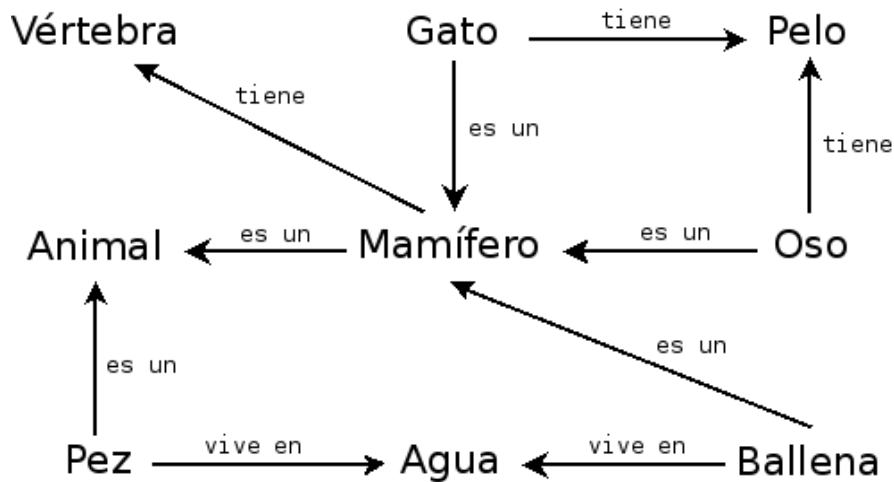 Vértebra Gato tiene Pelo
tiene
es un
tiene
Animal es un Mamífero es un Oso
es un
es un
Pez vive en Agua vive en Ballena